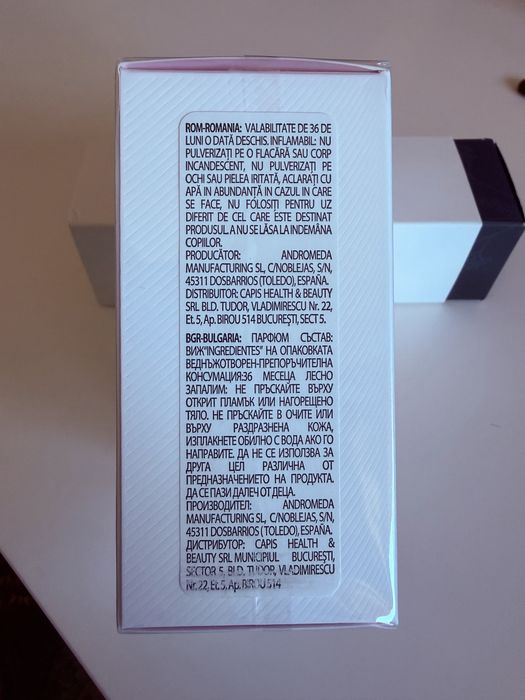 ROM-ROMANIA: VALABILITATE DE 36 DE
LUNI O DATĂ DESCHIS. INFLAMABIL: NU
PULVERIZAȚI PE O FLACĂRĂ SAU CORP
INCANDESCENT, NU PULVERIZAȚI PE
OCHI SAU PIELEA IRITATĂ, ACLARATI CU
APĂ IN ABUNDANȚA IN CAZUL IN CARE
SE FACE, NU FOLOSITI PENTRU UZ
DIFERIT DE CEL CARE ESTE DESTINAT
PRODUSUL. A NU SE LĂSA LA INDEMÂNA
COPIILOR.
PRODUCĂTOR: ANDROMEDA
MANUFACTURING SL, C/NOBLEJAS, S/N,
45311 DOSBARRIOS (TOLEDO), ESPAÑA.
DISTRIBUITOR: CAPIS HEALTH & BEAUTY
SRL BLD. TUDOR, VLADIMIRESCU Nr. 22,
Et. 5, Ap. BIROU 514 BUCUREȘTI, SECT 5.
BGR-BULGARIA: ПАРФЮМ СЪСТАВ:
ВИЖ"INGREDIENTES" НА ОПАКОВКАТА
ВЕДНЪЖОТВОРЕН-ПРЕПОРЪЧИТЕЛНА
КОНСУМАЦИЯ:36 МЕСЕЦА ЛЕСНО
ЗАПАЛИМ: НЕ ПРЪСКАЙТЕ ВЪРХУ
ОТКРИТ ПЛАМЪК ИЛИ НАГОРЕЩЕНО
ТЯЛО. НЕ ПРЪСКАЙТЕ В ОЧИТЕ ИЛИ
ВЪРХУ РАЗДРАЗНЕНА КОЖА,
ИЗПЛАКНЕТЕ ОБИЛНО С ВОДА АКО ГО
НАПРАВИТЕ. ДА НЕ СЕ ИЗПОЛЗВА ЗА
ДРУГА ЦЕЛ РАЗЛИЧНА ОТ
ПРЕДНАЗНАЧЕНИЕТО НА ПРОДУКТА.
ДА СЕ ПАЗИ ДАЛЕЧ ОТ ДЕЦА.
ПРОИЗВОДИТЕЛ: ANDROMEDA
MANUFACTURING SL, C/NOBLEJAS, S/N,
45311 DOSBARRIOS (TOLEDO), ESPAÑA.
ДИСТРИБУТОР: CAPIS HEALTH &
BEAUTY SRL MUNICIPIUL BUCUREȘTI,
SECTOR 5, BLD. TUDOR, VLADIMIRESCU
Nr. 22, Et. 5, Ap. BIROU 514